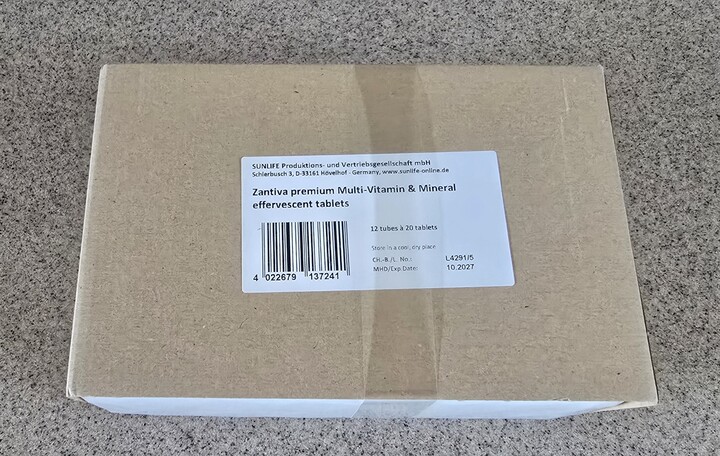 SUNLIFE Produktions- und Vertriebsgesellschaft mbH
Schlerbusch 3, D-33161 Hövelhof - Germany, www.sunlife-online.de
Zantiva premium Multi-Vitamin & Mineral
effervescent tablets
12 tubes à 20 tablets
Store in a cool, dry place
CH.-B./L. No.: L4291/5
MHD/Exp.Date: 10.2027
4 022679 137241